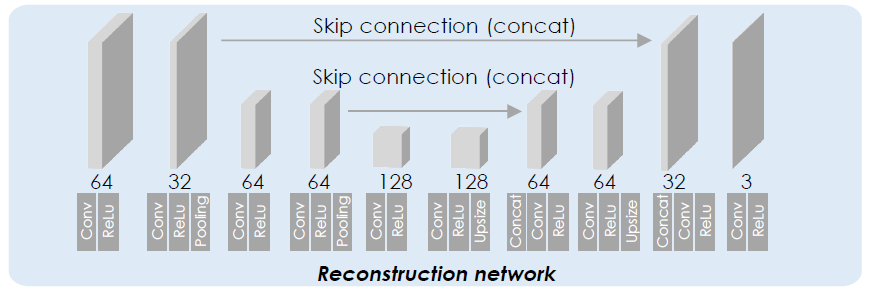 Skip connection (concat)
Skip connection (concat)
64 32 64 64 128 128 64 64 32 3
Conv ReLu
Conv ReLu Pooling
Conv ReLu
Conv ReLu Pooling
Conv ReLu
Conv ReLu Upsize
Concat Conv ReLu
Conv ReLu Upsize
Concat Conv ReLu
Conv ReLu
Reconstruction network